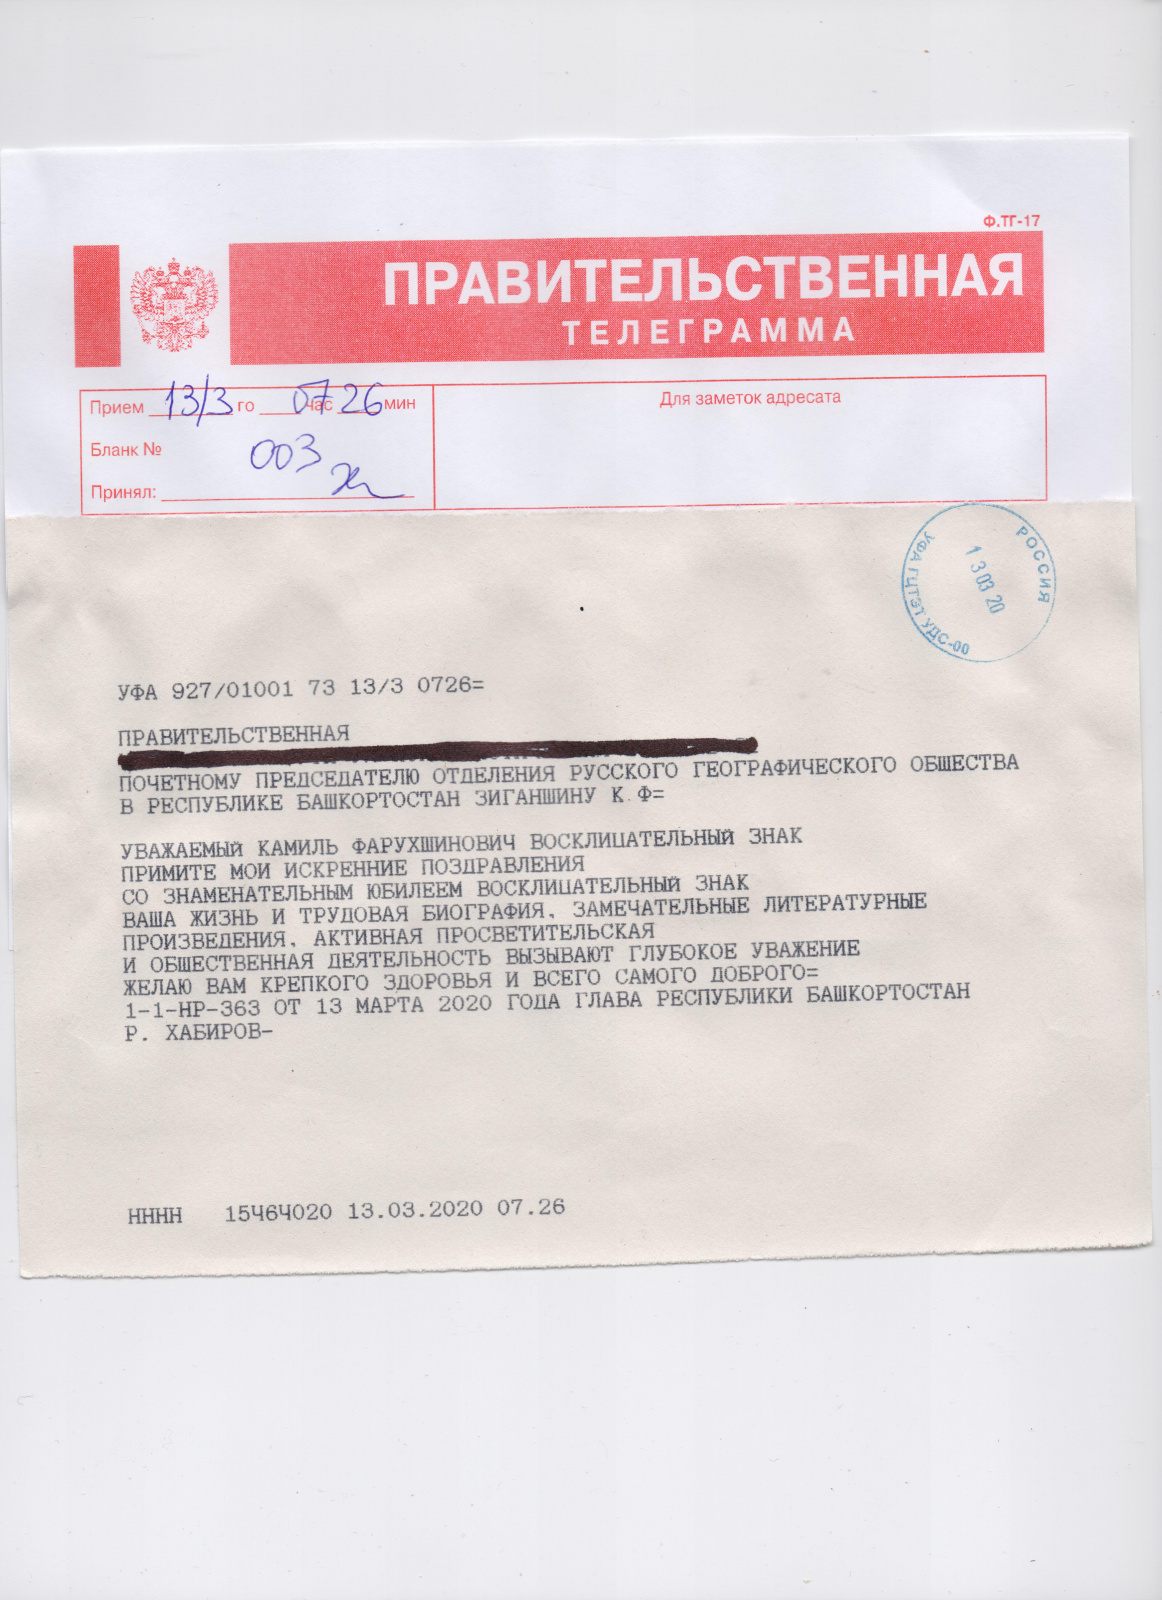 Ф.ТГ-17
ПРАВИТЕЛЬСТВЕННАЯ
ТЕЛЕГРАММА
Прием 13/3 го 07 час 26 мин
Для заметок адресата
Бланк № 003
Принял:
РОССИЯ
13 03 20
УФА ГЦТЭТ УДС-00
УФА 927/01001 73 13/3 0726=
ПРАВИТЕЛЬСТВЕННАЯ
ПОЧЕТНОМУ ПРЕДСЕДАТЕЛЮ ОТДЕЛЕНИЯ РУССКОГО ГЕОГРАФИЧЕСКОГО ОБЩЕСТВА
В РЕСПУБЛИКЕ БАШКОРТОСТАН ЗИГАНШИНУ К Ф=
УВАЖАЕМЫЙ КАМИЛЬ ФАРУХШИНОВИЧ ВОСКЛИЦАТЕЛЬНЫЙ ЗНАК
ПРИМИТЕ МОИ ИСКРЕННИЕ ПОЗДРАВЛЕНИЯ
СО ЗНАМЕНАТЕЛЬНЫМ ЮБИЛЕЕМ ВОСКЛИЦАТЕЛЬНЫЙ ЗНАК
ВАША ЖИЗНЬ И ТРУДОВАЯ БИОГРАФИЯ, ЗАМЕЧАТЕЛЬНЫЕ ЛИТЕРАТУРНЫЕ
ПРОИЗВЕДЕНИЯ, АКТИВНАЯ ПРОСВЕТИТЕЛЬСКАЯ
И ОБЩЕСТВЕННАЯ ДЕЯТЕЛЬНОСТЬ ВЫЗЫВАЮТ ГЛУБОКОЕ УВАЖЕНИЕ
ЖЕЛАЮ ВАМ КРЕПКОГО ЗДОРОВЬЯ И ВСЕГО САМОГО ДОБРОГО=
1-1-НР-363 ОТ 13 МАРТА 2020 ГОДА ГЛАВА РЕСПУБЛИКИ БАШКОРТОСТАН
Р. ХАБИРОВ-
НННН 15Ч6Ч020 13.03.2020 07.26